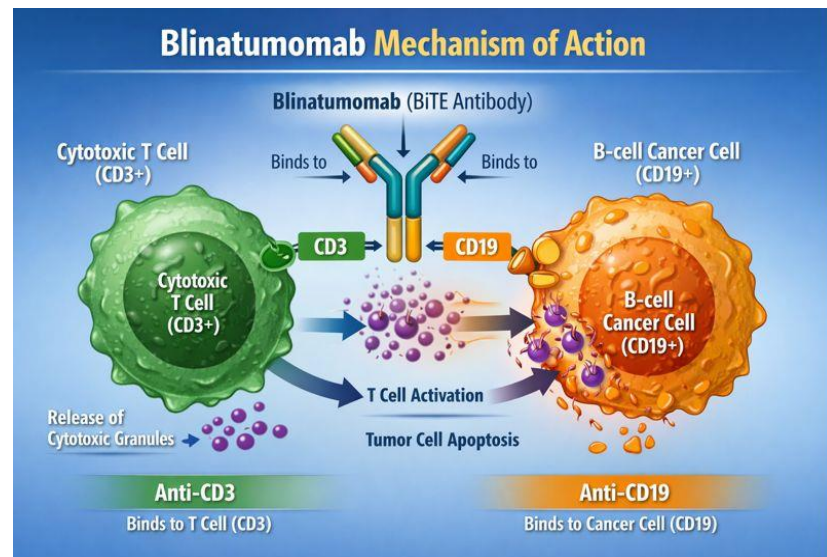 Blinatumomab Mechanism of Action
Blinatumomab (BiTE Antibody)
Cytotoxic T Cell
(CD3+)
Binds to
Binds to
B-cell Cancer Cell
(CD19+)
CD3
CD19
Cytotoxic
T Cell
(CD3+)
B-cell
Cancer Cell
(CD19+)
T Cell Activation
Release of
Cytotoxic Granules
Tumor Cell Apoptosis
Anti-CD3
Binds to T Cell (CD3)
Anti-CD19
Binds to Cancer Cell (CD19)